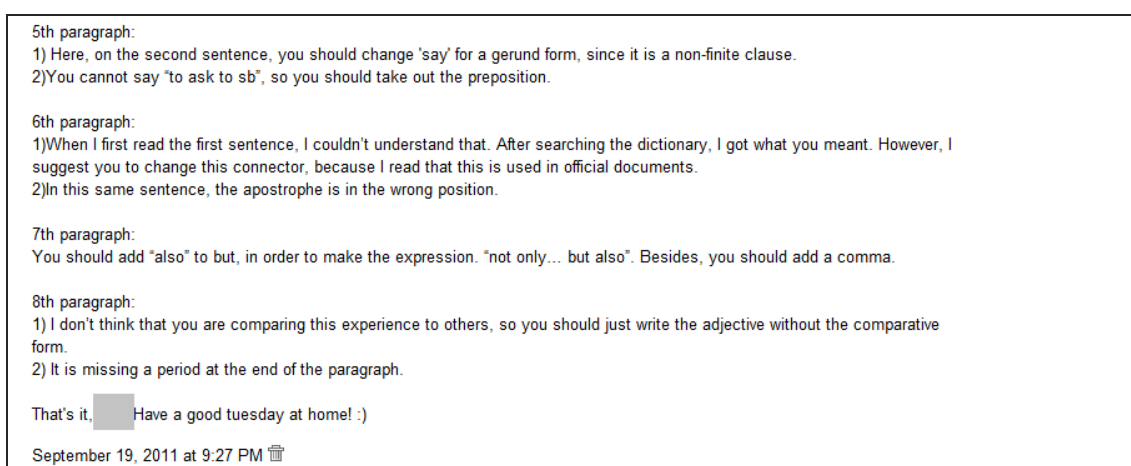 5th paragraph:
1) Here, on the second sentence, you should change 'say' for a gerund form, since it is a non-finite clause.
2)You cannot say “to ask to sb”, so you should take out the preposition.
6th paragraph:
1)When I first read the first sentence, I couldn't understand that. After searching the dictionary, I got what you meant. However, I
suggest you to change this connector, because I read that this is used in official documents.
2)In this same sentence, the apostrophe is in the wrong position.
7th paragraph:
You should add “also” to but, in order to make the expression. “not only... but also”. Besides, you should add a comma.
8th paragraph:
1) I don't think that you are comparing this experience to others, so you should just write the adjective without the comparative
form.
2) It is missing a period at the end of the paragraph.
That's it, Have a good tuesday at home! :)
September 19, 2011 at 9:27 PM